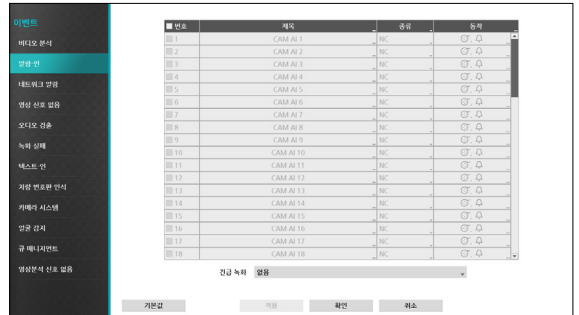 이벤트
비디오 분석
알람-인
네트워크 알람
영상 신호 없음
오디오 검출
녹화 실패
텍스트-인
차량 번호판 인식
카메라 시스템
얼굴 감지
큐 매니지먼트
영상분석 신호 없음
번호 제목 종류 동작
1 CAM AI 1 NC
2 CAM AI 2 NC
3 CAM AI 3 NC
4 CAM AI 4 NC
5 CAM AI 5 NC
6 CAM AI 6 NC
7 CAM AI 7 NC
8 CAM AI 8 NC
9 CAM AI 9 NC
10 CAM AI 10 NC
11 CAM AI 11 NC
12 CAM AI 12 NC
13 CAM AI 13 NC
14 CAM AI 14 NC
15 CAM AI 15 NC
16 CAM AI 16 NC
17 CAM AI 17 NC
18 CAM AI 18 NC
긴급 녹화 없음
기본값 적용 확인 취소